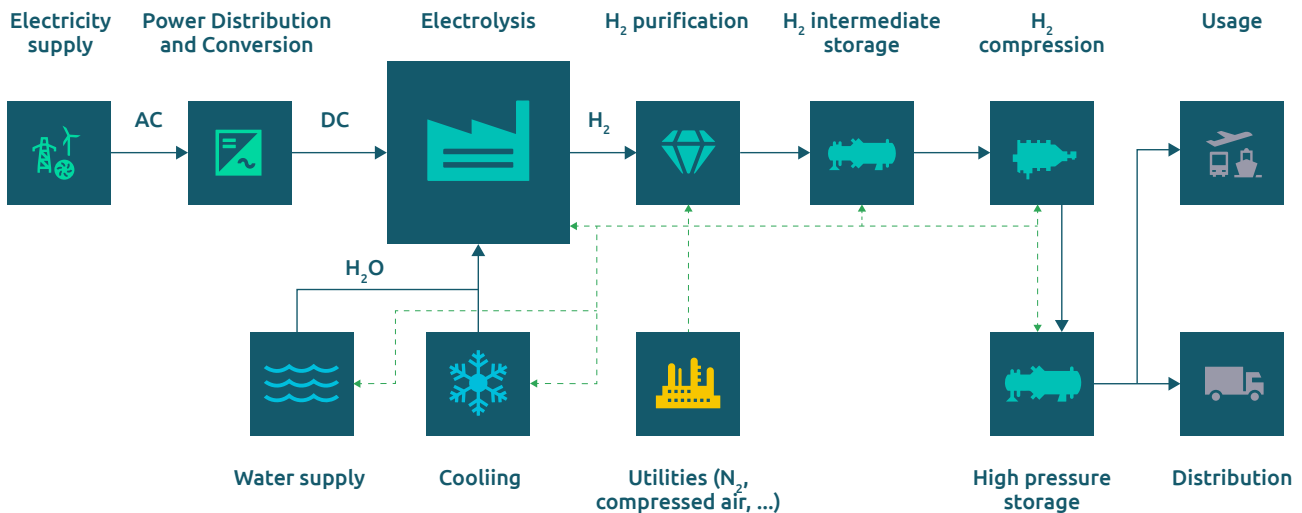 Electricity
supply
Power Distribution
and Conversion
Electrolysis
H₂ purification
H₂ intermediate
storage
H₂
compression
Usage
AC
DC
H₂
H₂O
Water supply
Cooliing
Utilities (N₂,
compressed air, ...)
High pressure
storage
Distribution